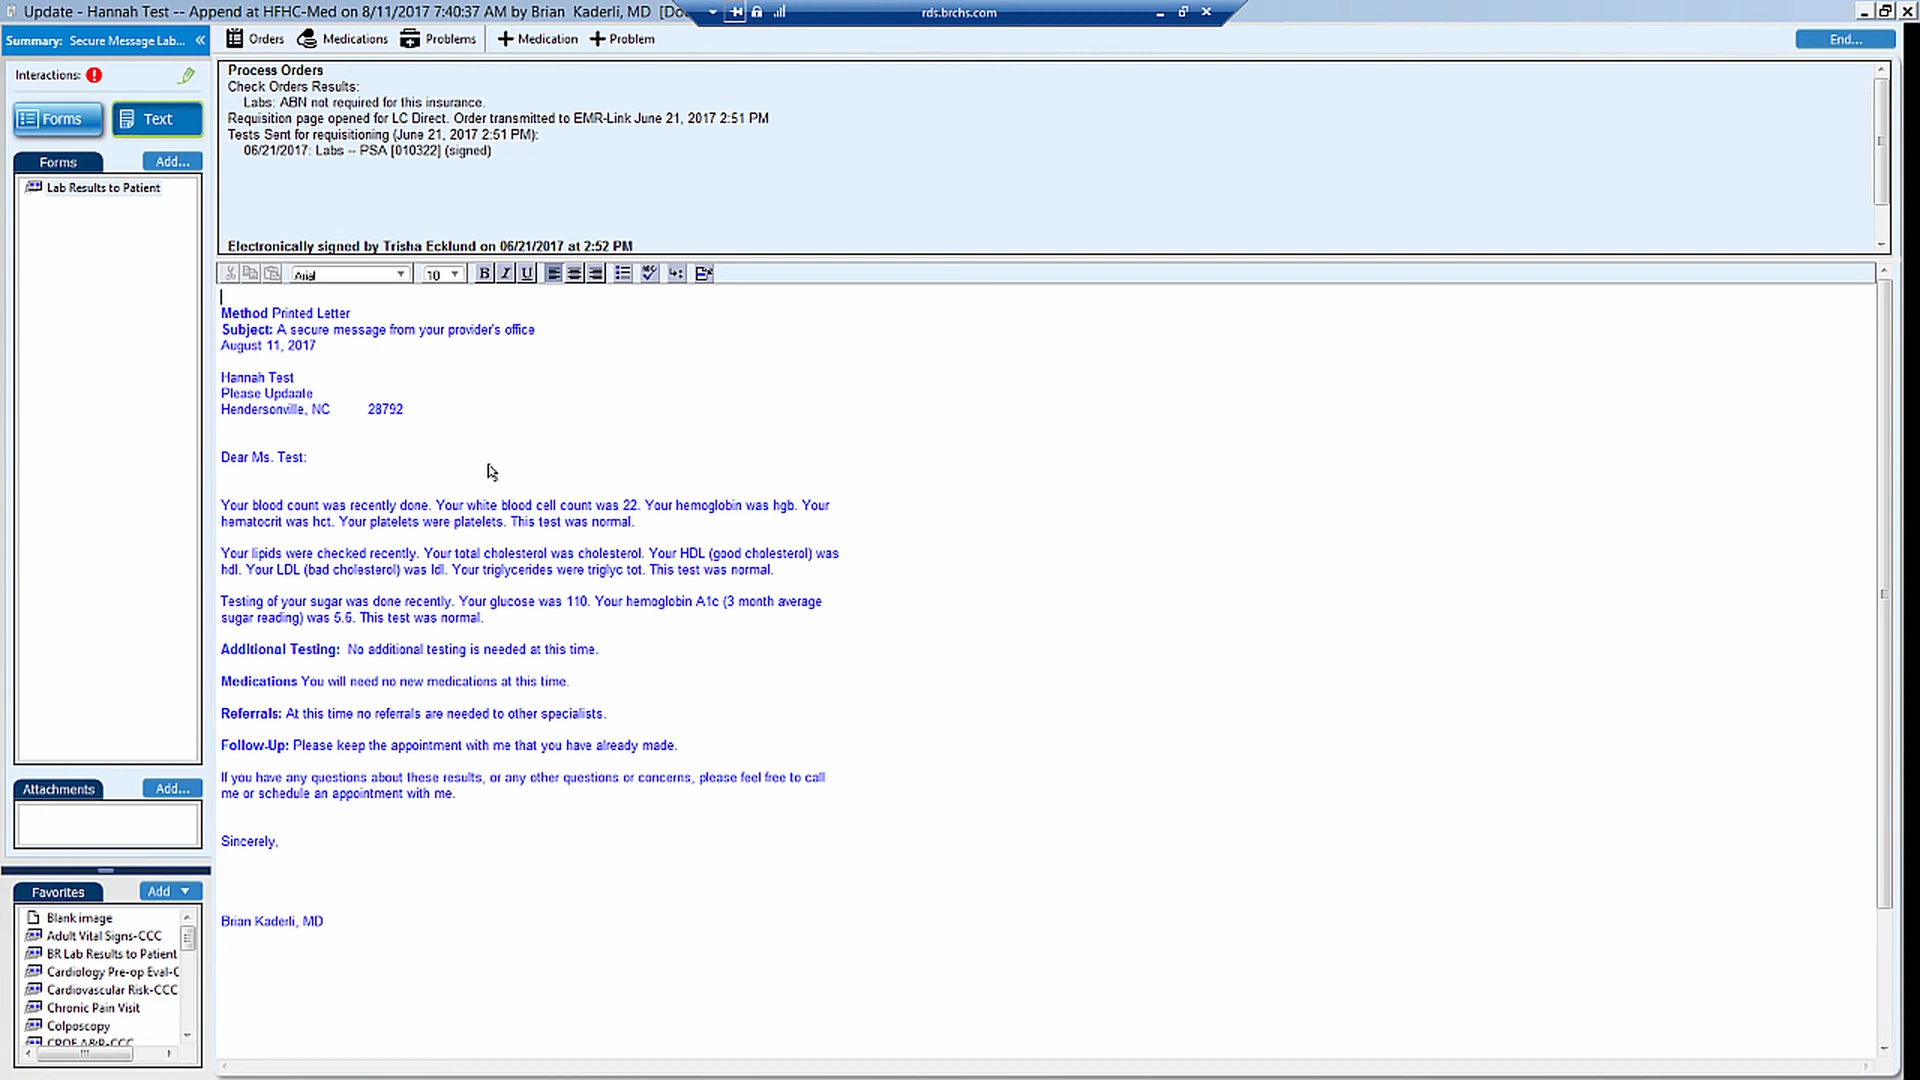 Update - Hannah Test -- Append at HFHC-Med on 8/11/2017 7:40:37 AM by Brian Kaderli, MD [Do
rds.brchs.com
Summary: Secure Message Lab... «
Orders Medications Problems Medication Problem
End...
Interactions:
Forms Text
Forms Add...
Lab Results to Patient
Attachments Add...
Favorites Add
Blank image
Adult Vital Signs-CCC
BR Lab Results to Patient
Cardiology Pre-op Eval-C
Cardiovascular Risk-CCC
Chronic Pain Visit
Colposcopy
Process Orders
Check Orders Results:
Labs: ABN not required for this insurance.
Requisition page opened for LC Direct. Order transmitted to EMR-Link June 21, 2017 2:51 PM
Tests Sent for requisitioning (June 21, 2017 2:51 PM):
06/21/2017: Labs -- PSA [010322] (signed)
Electronically signed by Trisha Ecklund on 06/21/2017 at 2:52 PM
Arial 10 B I U
Method Printed Letter
Subject: A secure message from your provider's office
August 11, 2017
Hannah Test
Please Updaate
Hendersonville, NC 28792
Dear Ms. Test:
Your blood count was recently done. Your white blood cell count was 22. Your hemoglobin was hgb. Your
hematocrit was hct. Your platelets were platelets. This test was normal.
Your lipids were checked recently. Your total cholesterol was cholesterol. Your HDL (good cholesterol) was
hdl. Your LDL (bad cholesterol) was ldl. Your triglycerides were triglyc tot. This test was normal.
Testing of your sugar was done recently. Your glucose was 110. Your hemoglobin A1c (3 month average
sugar reading) was 5.6. This test was normal.
Additional Testing: No additional testing is needed at this time.
Medications You will need no new medications at this time.
Referrals: At this time no referrals are needed to other specialists.
Follow-Up: Please keep the appointment with me that you have already made.
If you have any questions about these results, or any other questions or concerns, please feel free to call
me or schedule an appointment with me.
Sincerely,
Brian Kaderli, MD